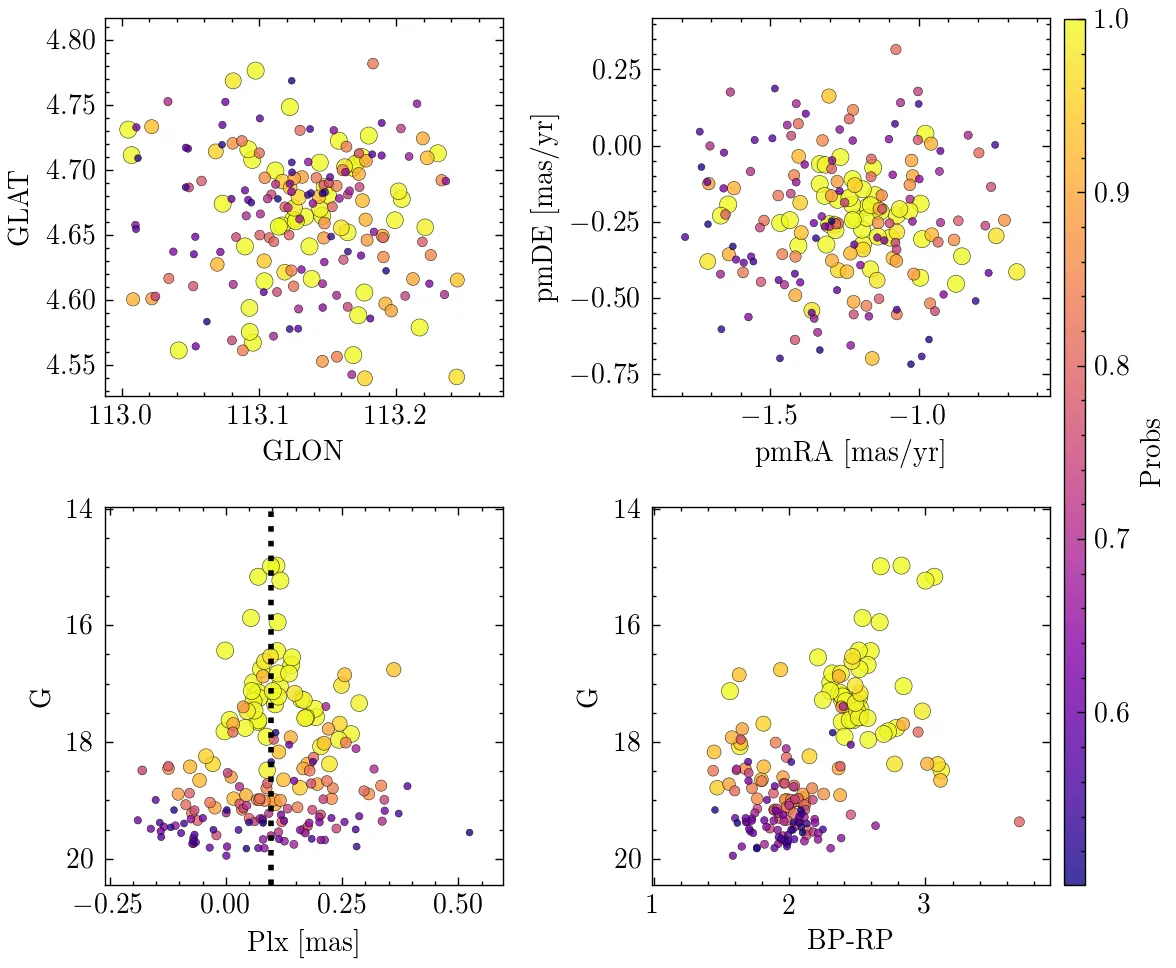 4.80
4.75
4.70
4.65
4.60
4.55
GLAT
113.0 113.1 113.2
GLON
0.25
0.00
−0.25
−0.50
−0.75
pmDE [mas/yr]
−1.5 −1.0
pmRA [mas/yr]
14
16
18
20
G
−0.25 0.00 0.25 0.50
Plx [mas]
14
16
18
20
G
1 2 3
BP-RP
1.0
0.9
0.8
0.7
0.6
Probs